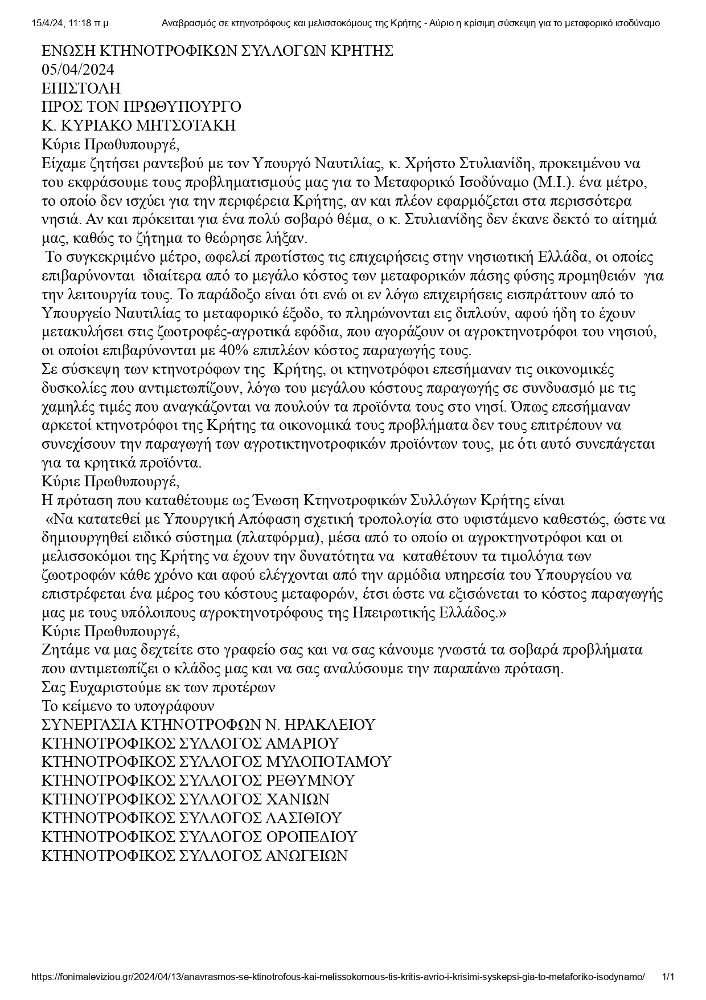 15/4/24, 11:18 π.μ. Αναβρασμός σε κτηνοτρόφους και μελισσοκόμους της Κρήτης - Αύριο η κρίσιμη σύσκεψη για το μεταφορικό ισοδύναμο
ΕΝΩΣΗ ΚΤΗΝΟΤΡΟΦΙΚΩΝ ΣΥΛΛΟΓΩΝ ΚΡΗΤΗΣ
05/04/2024
ΕΠΙΣΤΟΛΗ
ΠΡΟΣ ΤΟΝ ΠΡΩΘΥΠΟΥΡΓΟ
Κ. ΚΥΡΙΑΚΟ ΜΗΤΣΟΤΑΚΗ
Κύριε Πρωθυπουργέ,
Είχαμε ζητήσει ραντεβού με τον Υπουργό Ναυτιλίας, κ. Χρήστο Στυλιανίδη, προκειμένου να
του εκφράσουμε τους προβληματισμούς μας για το Μεταφορικό Ισοδύναμο (Μ.Ι.). ένα μέτρο,
το οποίο δεν ισχύει για την περιφέρεια Κρήτης, αν και πλέον εφαρμόζεται στα περισσότερα
νησιά. Αν και πρόκειται για ένα πολύ σοβαρό θέμα, ο κ. Στυλιανίδης δεν έκανε δεκτό το αίτημά
μας, καθώς το ζήτημα το θεώρησε λήξαν.
Το συγκεκριμένο μέτρο, ωφελεί πρωτίστως τις επιχειρήσεις στην νησιωτική Ελλάδα, οι οποίες
επιβαρύνονται ιδιαίτερα από το μεγάλο κόστος των μεταφορικών πάσης φύσης προμηθειών για
την λειτουργία τους. Το παράδοξο είναι ότι ενώ οι εν λόγω επιχειρήσεις εισπράττουν από το
Υπουργείο Ναυτιλίας το μεταφορικό έξοδο, το πληρώνονται εις διπλούν, αφού ήδη το έχουν
μετακυλήσει στις ζωοτροφές-αγροτικά εφόδια, που αγοράζουν οι αγροκτηνοτρόφοι του νησιού,
οι οποίοι επιβαρύνονται με 40% επιπλέον κόστος παραγωγής τους.
Σε σύσκεψη των κτηνοτρόφων της Κρήτης, οι κτηνοτρόφοι επεσήμαναν τις οικονομικές
δυσκολίες που αντιμετωπίζουν, λόγω του μεγάλου κόστους παραγωγής σε συνδυασμό με τις
χαμηλές τιμές που αναγκάζονται να πουλούν τα προϊόντα τους στο νησί. Όπως επεσήμαναν
αρκετοί κτηνοτρόφοι της Κρήτης τα οικονομικά τους προβλήματα δεν τους επιτρέπουν να
συνεχίσουν την παραγωγή των αγροτικτηνοτροφικών προϊόντων τους, με ότι αυτό συνεπάγεται
για τα κρητικά προϊόντα.
Κύριε Πρωθυπουργέ,
Η πρόταση που καταθέτουμε ως Ένωση Κτηνοτροφικών Συλλόγων Κρήτης είναι
«Να κατατεθεί με Υπουργική Απόφαση σχετική τροπολογία στο υφιστάμενο καθεστώς, ώστε να
δημιουργηθεί ειδικό σύστημα (πλατφόρμα), μέσα από το οποίο οι αγροκτηνοτρόφοι και οι
μελισσοκόμοι της Κρήτης να έχουν την δυνατότητα να καταθέτουν τα τιμολόγια των
ζωοτροφών κάθε χρόνο και αφού ελέγχονται από την αρμόδια υπηρεσία του Υπουργείου να
επιστρέφεται ένα μέρος του κόστους μεταφορών, έτσι ώστε να εξισώνεται το κόστος παραγωγής
μας με τους υπόλοιπους αγροκτηνοτρόφους της Ηπειρωτικής Ελλάδος.»
Κύριε Πρωθυπουργέ,
Ζητάμε να μας δεχτείτε στο γραφείο σας και να σας κάνουμε γνωστά τα σοβαρά προβλήματα
που αντιμετωπίζει ο κλάδος μας και να σας αναλύσουμε την παραπάνω πρόταση.
Σας Ευχαριστούμε εκ των προτέρων
Το κείμενο το υπογράφουν
ΣΥΝΕΡΓΑΣΙΑ ΚΤΗΝΟΤΡΟΦΩΝ Ν. ΗΡΑΚΛΕΙΟΥ
ΚΤΗΝΟΤΡΟΦΙΚΟΣ ΣΥΛΛΟΓΟΣ ΑΜΑΡΙΟΥ
ΚΤΗΝΟΤΡΟΦΙΚΟΣ ΣΥΛΛΟΓΟΣ ΜΥΛΟΠΟΤΑΜΟΥ
ΚΤΗΝΟΤΡΟΦΙΚΟΣ ΣΥΛΛΟΓΟΣ ΡΕΘΥΜΝΟΥ
ΚΤΗΝΟΤΡΟΦΙΚΟΣ ΣΥΛΛΟΓΟΣ ΧΑΝΙΩΝ
ΚΤΗΝΟΤΡΟΦΙΚΟΣ ΣΥΛΛΟΓΟΣ ΛΑΣΙΘΙΟΥ
ΚΤΗΝΟΤΡΟΦΙΚΟΣ ΣΥΛΛΟΓΟΣ ΟΡΟΠΕΔΙΟΥ
ΚΤΗΝΟΤΡΟΦΙΚΟΣ ΣΥΛΛΟΓΟΣ ΑΝΩΓΕΙΩΝ
https://fonimaleviziou.gr/2024/04/13/anavrasmos-se-ktinotrofous-kai-melissokomous-tis-kritis-avrio-i-krisimi-syskepsi-gia-to-metaforiko-isodynamo/ 1/1